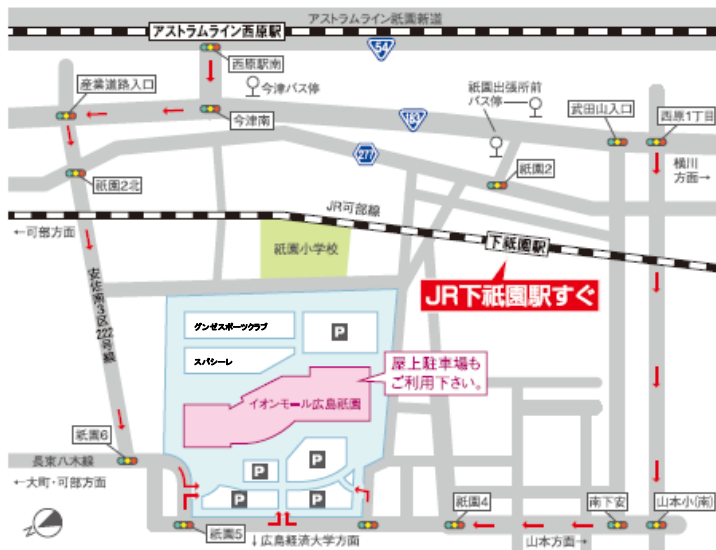 アストラムライン祇園新道
アストラムライン西原駅
54
西原駅南
産業道路入口
今津バス停
祇園出張所前
バス停
今津南
183
武田山入口
西原1丁目
277
横川
方面→
祇園2北
祇園2
JR可部線
←可部方面
祇園小学校
下祇園駅
JR下祇園駅すぐ
安佐南3区222号線
グンゼスポーツクラブ
P
スパシーレ
屋上駐車場も
ご利用下さい。
イオンモール広島祇園
祇園6
長束八木線
P
P
←大町・可部方面
P
P
祇園5
↓広島経済大学方面
祇園4
南下安
山本小(南)
山本方面→